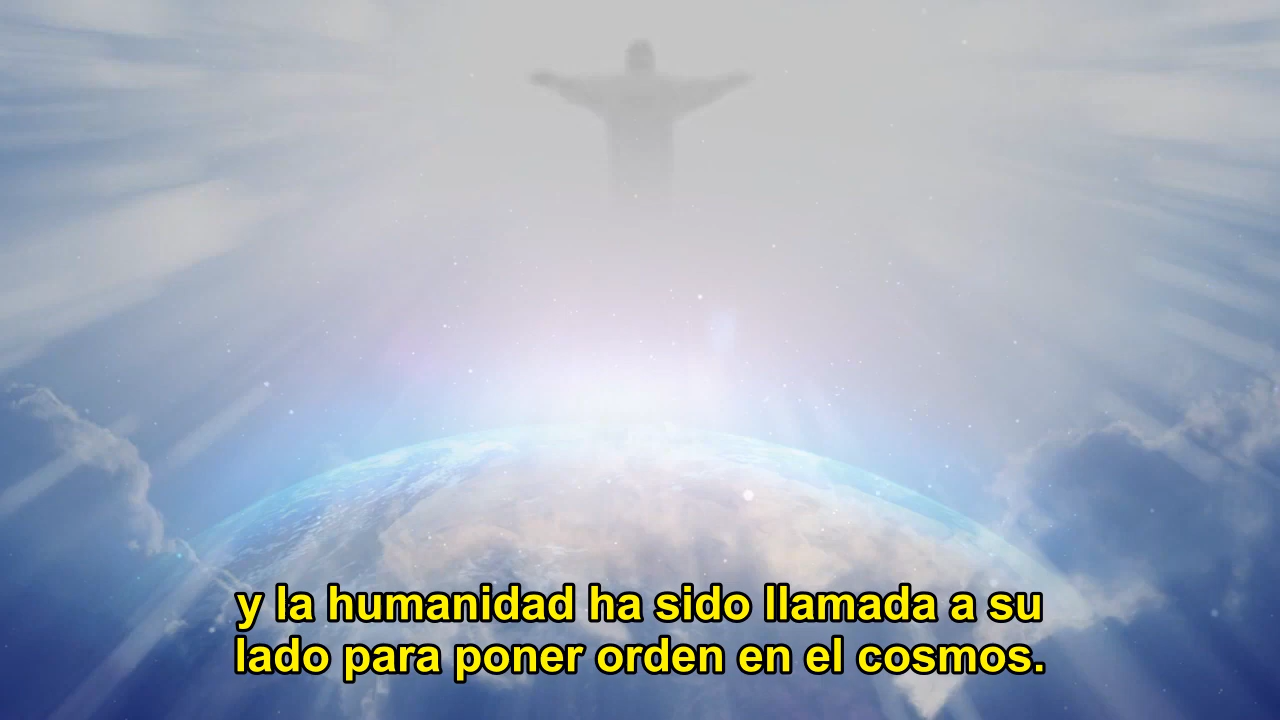 y la humanidad ha sido llamada a su
lado para poner orden en el cosmos.